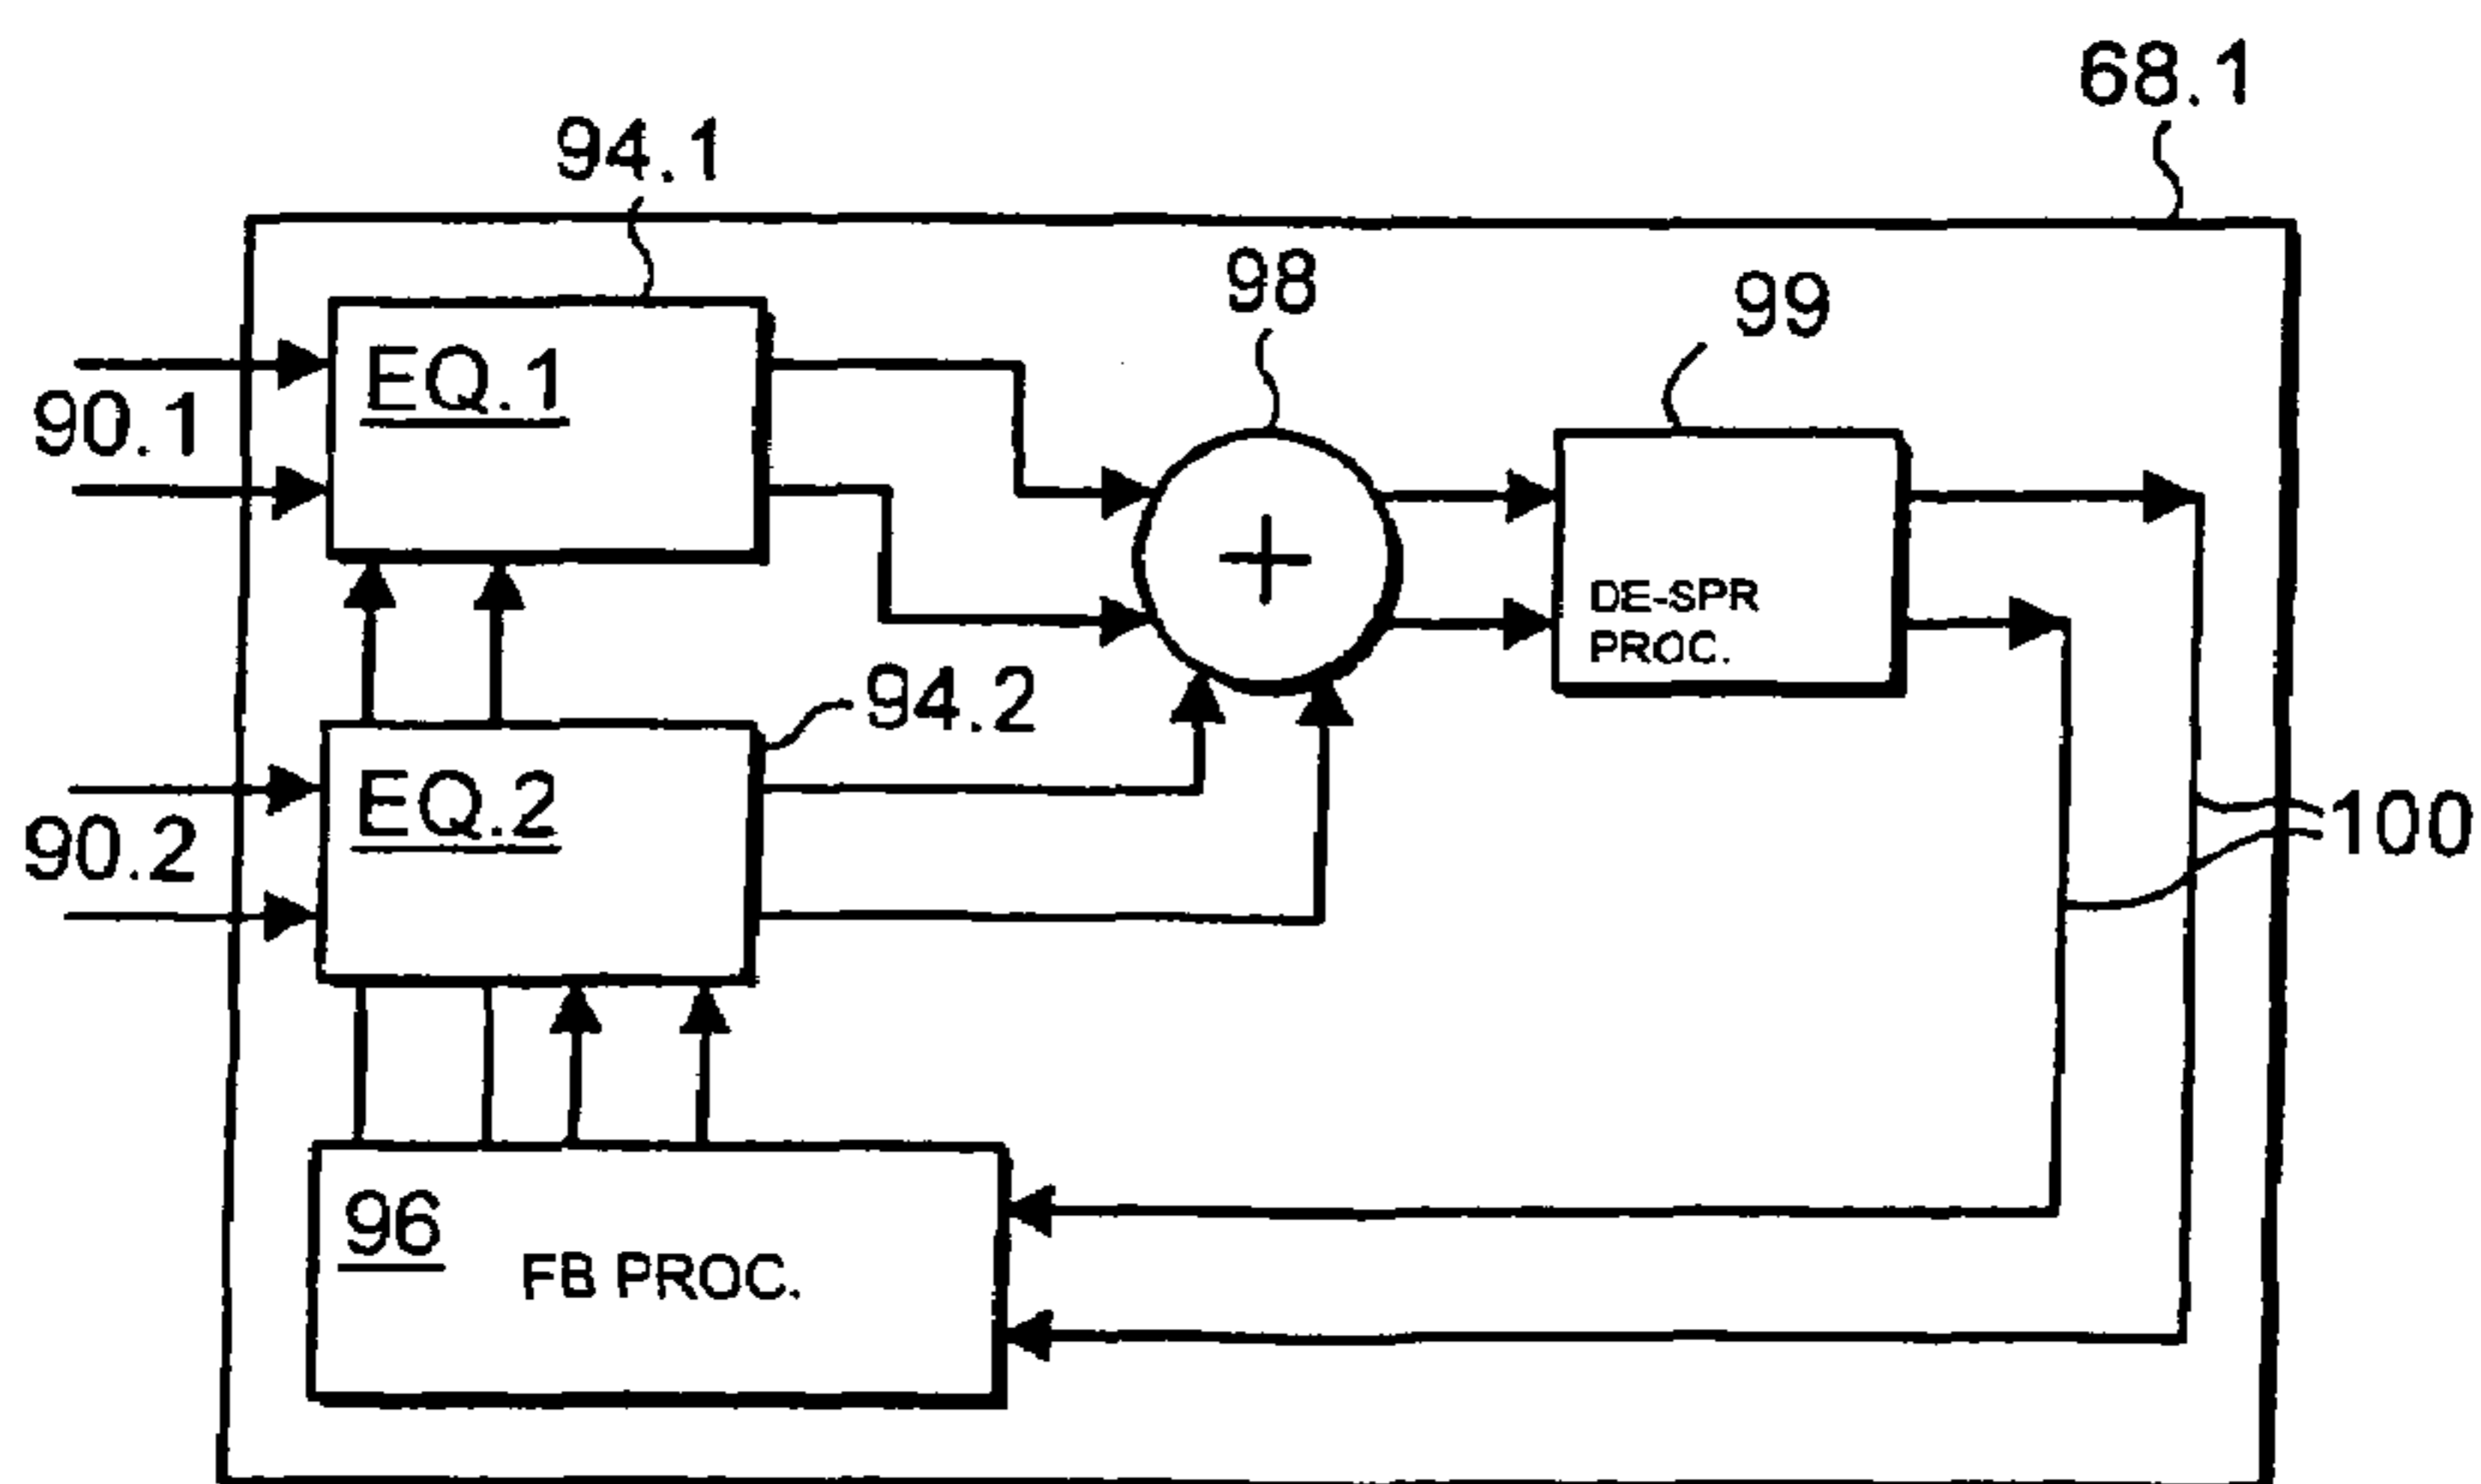 68.1
94.1
98
99
EQ.1
90.1
DE-SPR
PROC.
94.2
EQ.2
90.2
100
96
FB PROC.
+